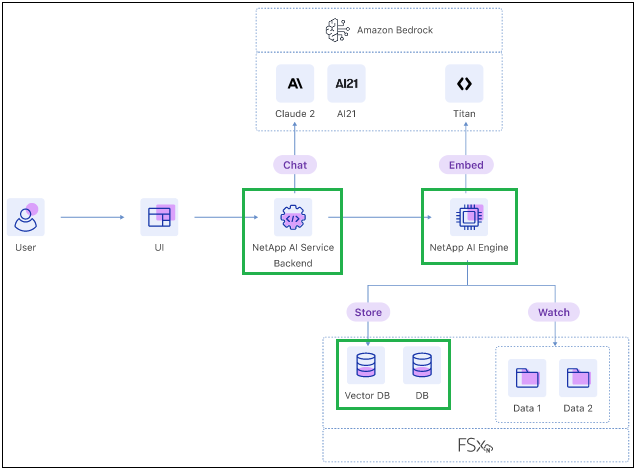 Amazon Bedrock
A\
AI21
Claude 2
AI21
Titan
Chat
Embed
User
UI
NetApp AI Service
Backend
NetApp AI Engine
Store
Watch
Vector DB
DB
Data 1
Data 2
FSx